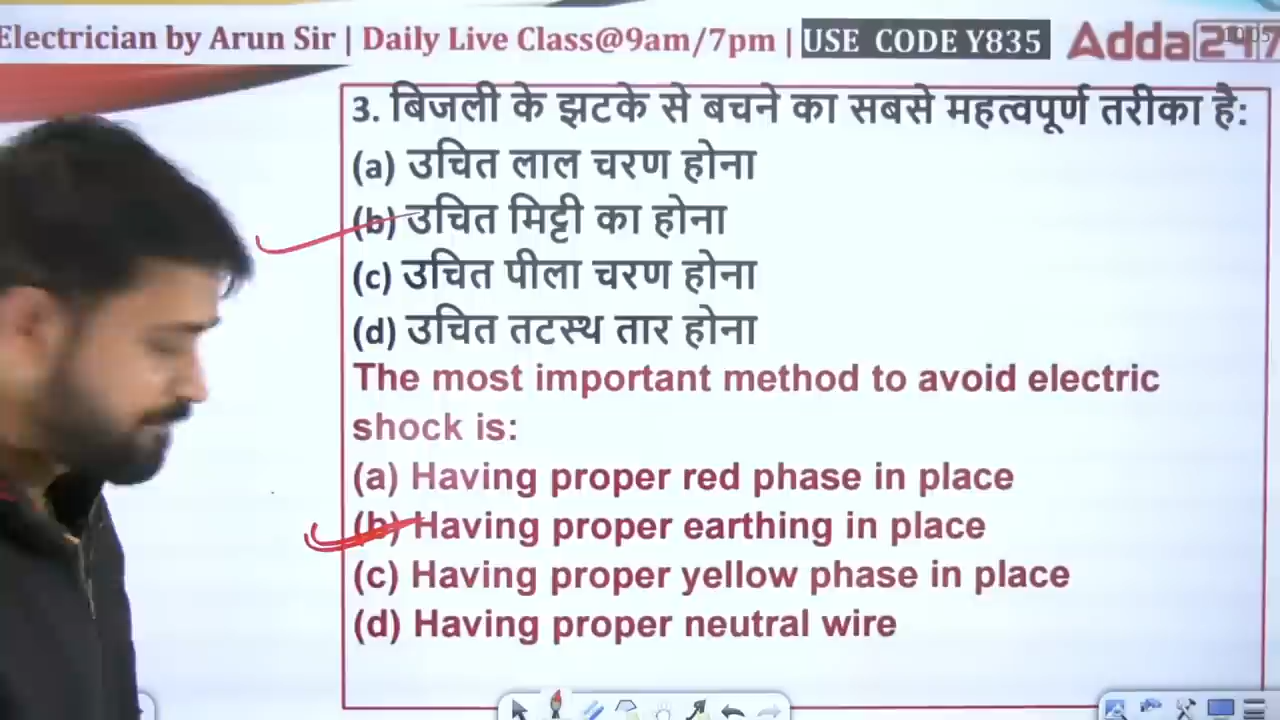 Electrician by Arun Sir | Daily Live Class@9am/7pm | USE CODE Y835 Adda247
3. बिजली के झटके से बचने का सबसे महत्वपूर्ण तरीका है:
(a) उचित लाल चरण होना
(b) उचित मिट्टी का होना
(c) उचित पीला चरण होना
(d) उचित तटस्थ तार होना
The most important method to avoid electric
shock is:
(a) Having proper red phase in place
(b) Having proper earthing in place
(c) Having proper yellow phase in place
(d) Having proper neutral wire